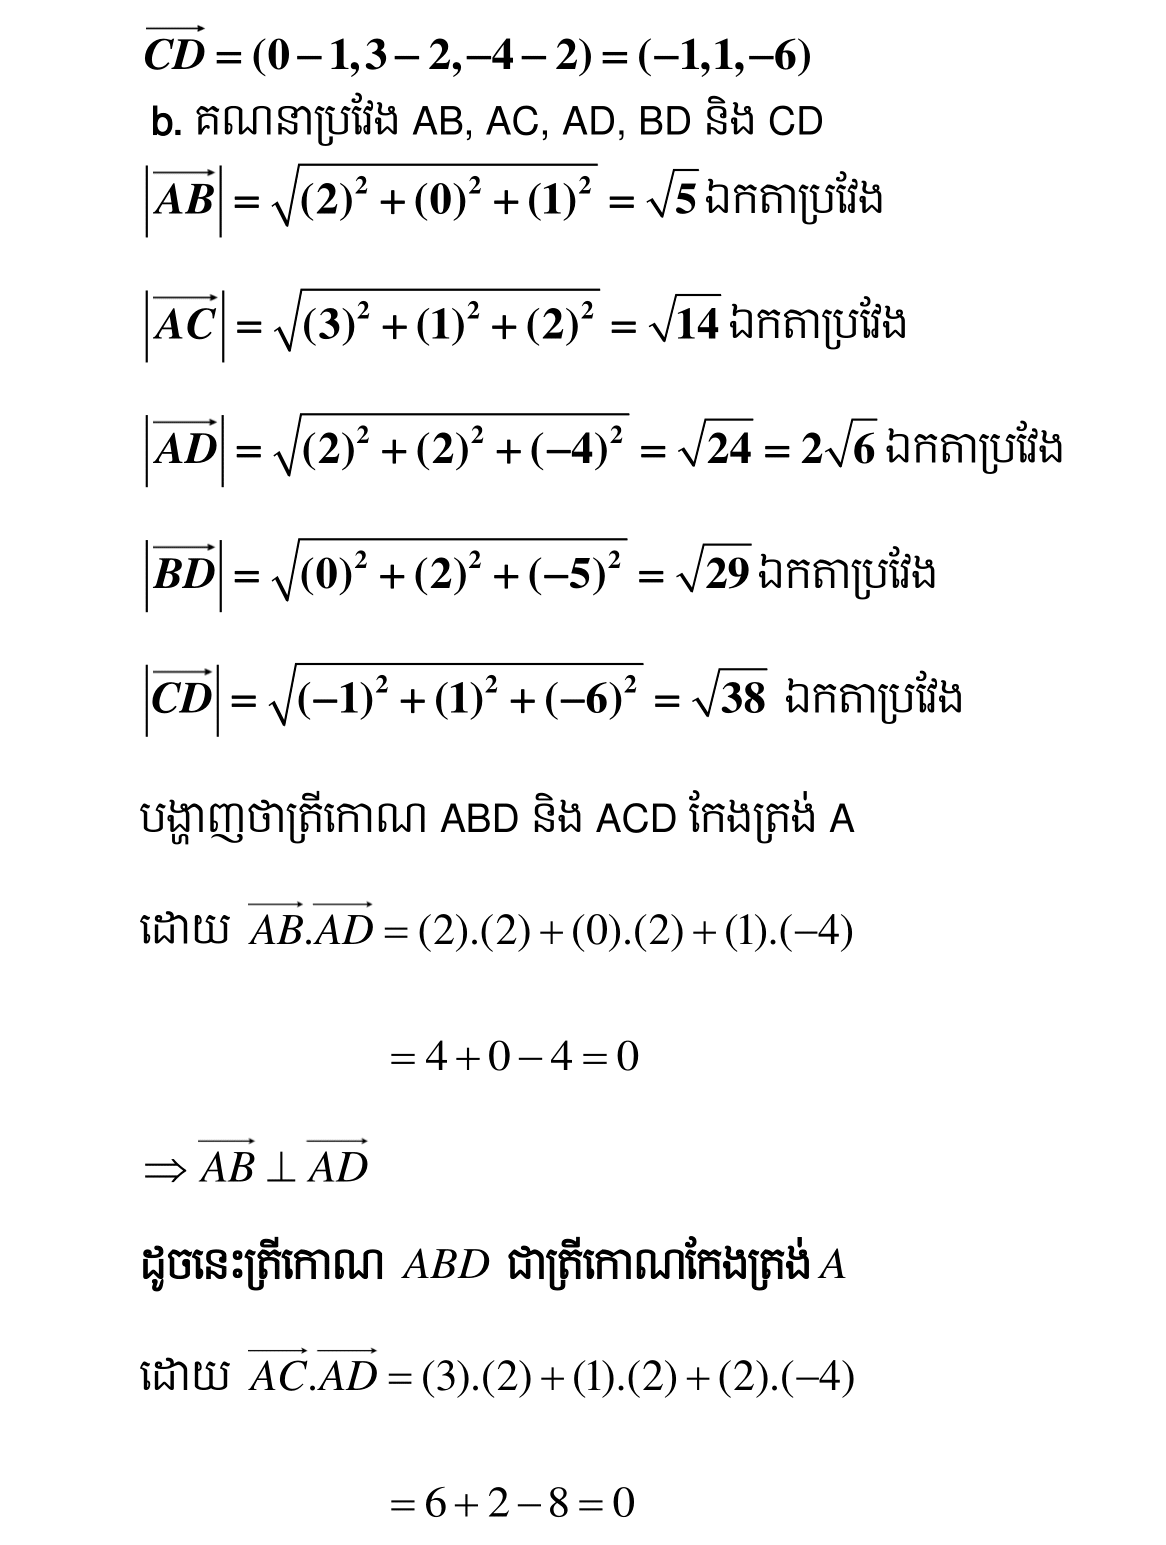 $\overrightarrow{CD} = (0-1, 3-2, -4-2) = (-1,1,-6)$
b. គណនាប្រវែង AB, AC, AD, BD និង CD
$|\overrightarrow{AB}| = \sqrt{(2)^2 + (0)^2 + (1)^2} = \sqrt{5}$ ឯកតាប្រវែង
$|\overrightarrow{AC}| = \sqrt{(3)^2 + (1)^2 + (2)^2} = \sqrt{14}$ ឯកតាប្រវែង
$|\overrightarrow{AD}| = \sqrt{(2)^2 + (2)^2 + (-4)^2} = \sqrt{24} = 2\sqrt{6}$ ឯកតាប្រវែង
$|\overrightarrow{BD}| = \sqrt{(0)^2 + (2)^2 + (-5)^2} = \sqrt{29}$ ឯកតាប្រវែង
$|\overrightarrow{CD}| = \sqrt{(-1)^2 + (1)^2 + (-6)^2} = \sqrt{38}$ ឯកតាប្រវែង
បង្ហាញថាត្រីកោណ ABD និង ACD កែងត្រង់ A
ដោយ $\overrightarrow{AB}.\overrightarrow{AD} = (2).(2) + (0).(2) + (1).(-4)$
$= 4 + 0 - 4 = 0$
$\Rightarrow \overrightarrow{AB} \perp \overrightarrow{AD}$
ដូចនេះត្រីកោណ $ABD$ ជាត្រីកោណកែងត្រង់ $A$
ដោយ $\overrightarrow{AC}.\overrightarrow{AD} = (3).(2) + (1).(2) + (2).(-4)$
$= 6 + 2 - 8 = 0$